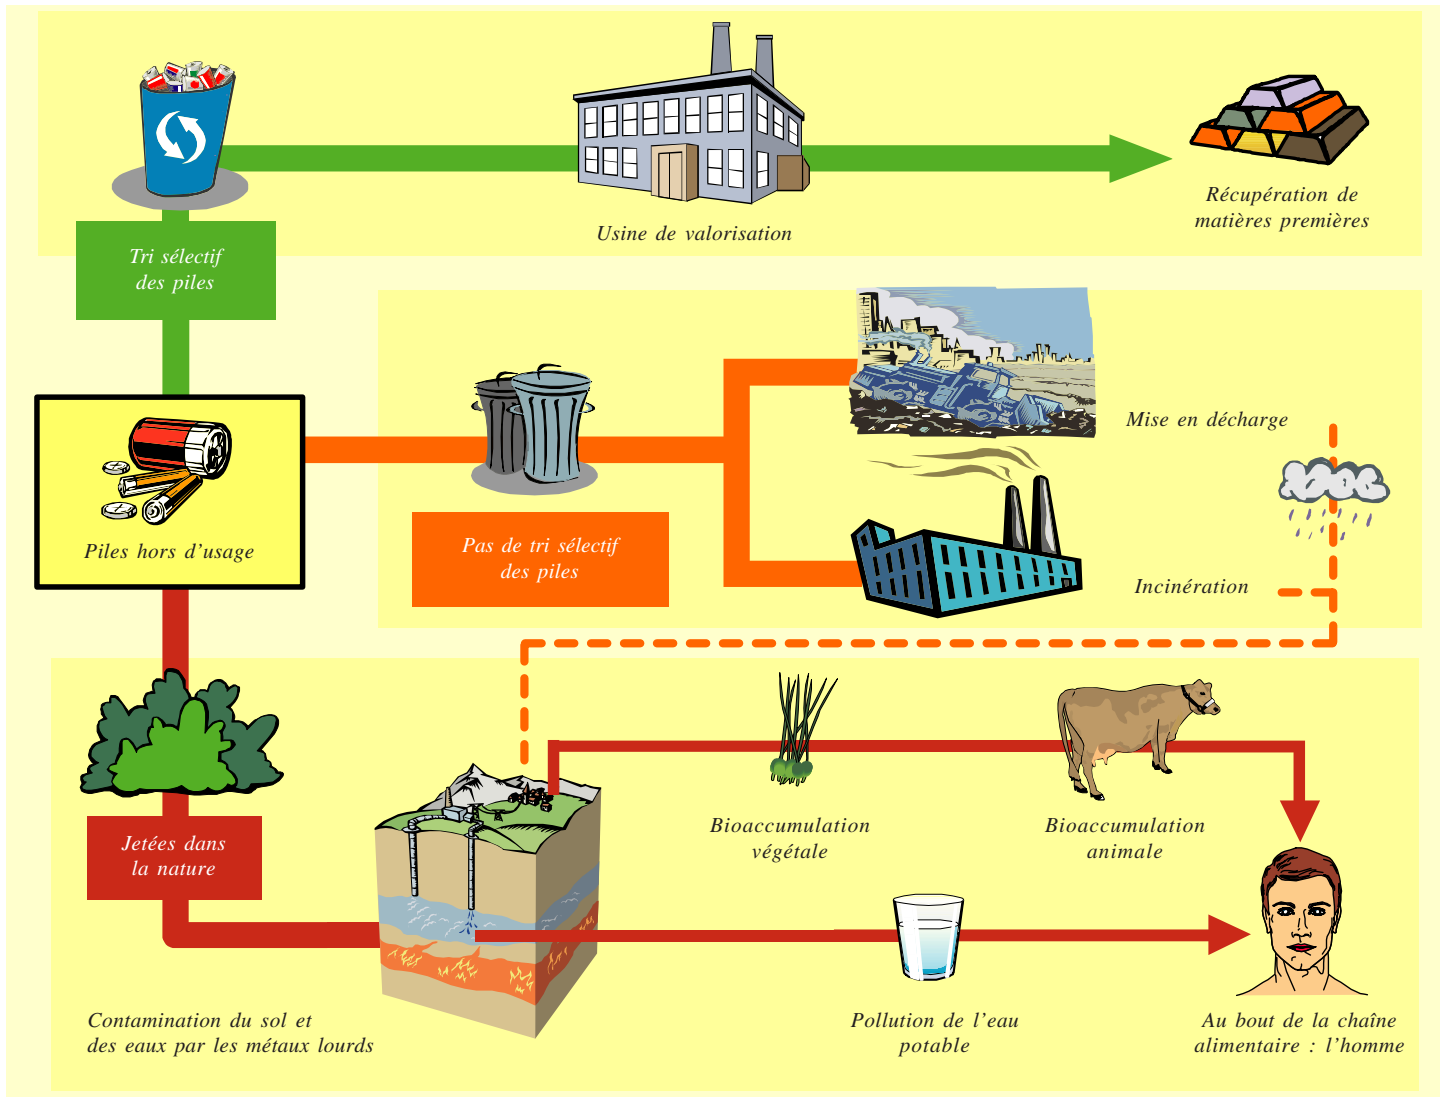 Usine de valorisation
Récupération de
matières premières
Tri sélectif
des piles
Mise en décharge
Piles hors d'usage
Pas de tri sélectif
des piles
Incinération
Jetées dans
la nature
Bioaccumulation
végétale
Bioaccumulation
animale
Contamination du sol et
des eaux par les métaux lourds
Pollution de l'eau
potable
Au bout de la chaîne
alimentaire : l'homme